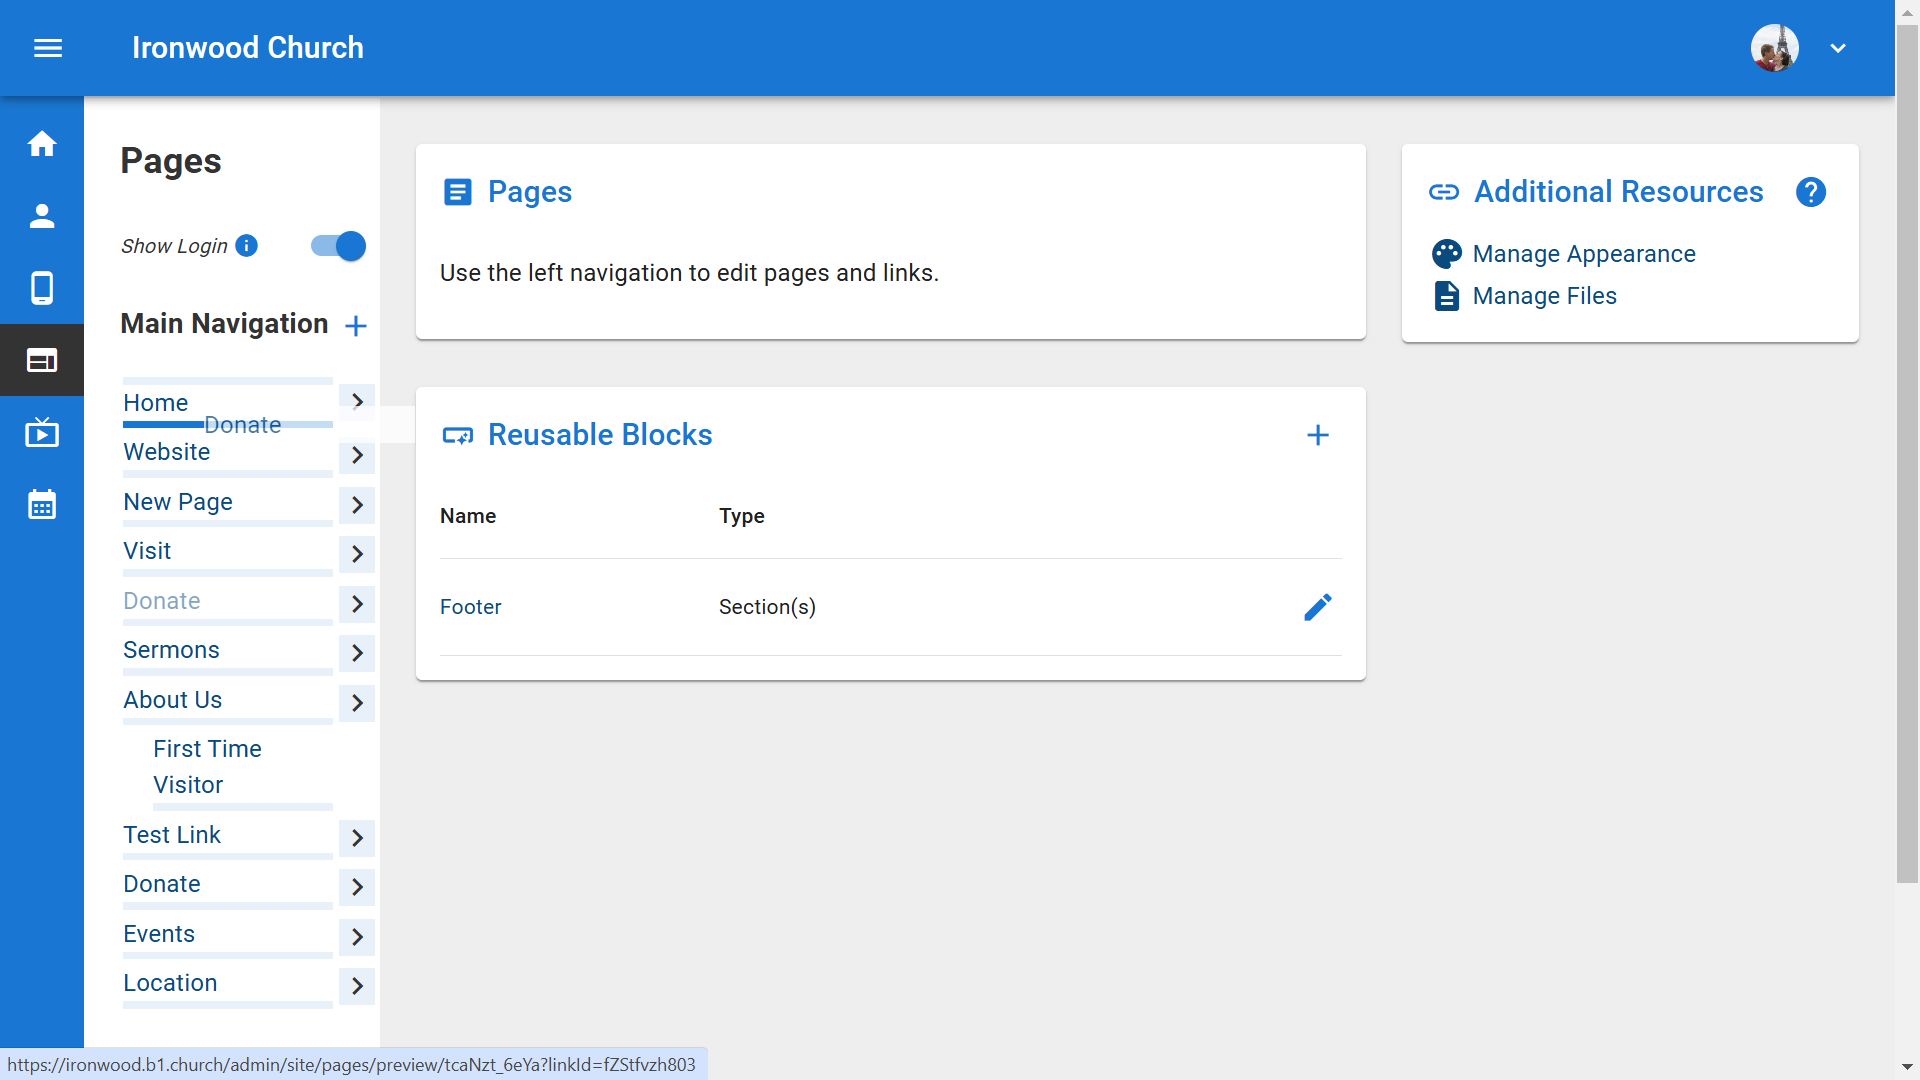 Ironwood Church
Pages
Show Login
Main Navigation
Home
Donate
Website
New Page
Visit
Donate
Sermons
About Us
First Time
Visitor
Test Link
Donate
Events
Location
Pages
Use the left navigation to edit pages and links.
Reusable Blocks
Name Type
Footer Section(s)
Additional Resources
Manage Appearance
Manage Files
https://ironwood.b1.church/admin/site/pages/preview/tcaNzt_6eYa?linkId=fZStfvzh803